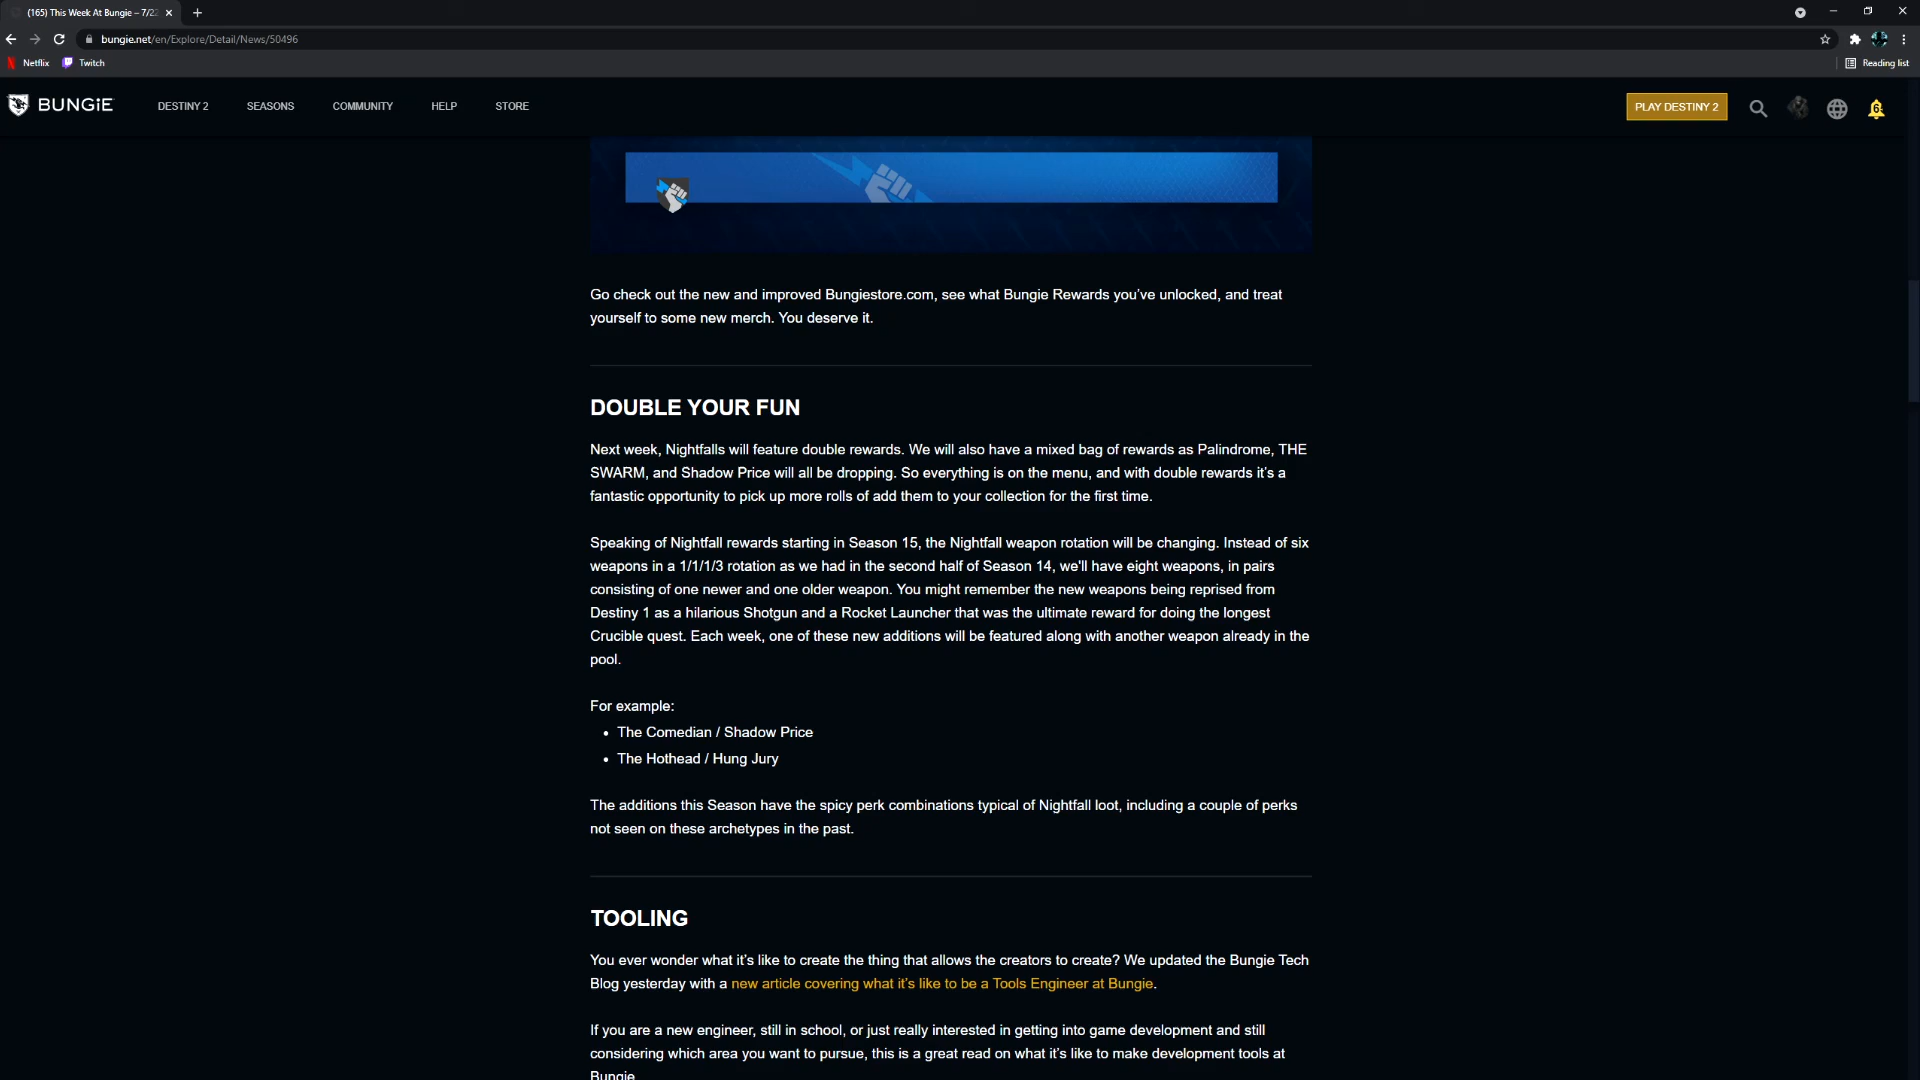 (165) This Week At Bungie – 7/22
bungie.net/en/Explore/Detail/News/50496
Netflix
Twitch
Reading list
BUNGiE
DESTINY 2
SEASONS
COMMUNITY
HELP
STORE
PLAY DESTINY 2
6
Go check out the new and improved Bungiestore.com, see what Bungie Rewards you’ve unlocked, and treat
yourself to some new merch. You deserve it.
DOUBLE YOUR FUN
Next week, Nightfalls will feature double rewards. We will also have a mixed bag of rewards as Palindrome, THE
SWARM, and Shadow Price will all be dropping. So everything is on the menu, and with double rewards it’s a
fantastic opportunity to pick up more rolls of add them to your collection for the first time.
Speaking of Nightfall rewards starting in Season 15, the Nightfall weapon rotation will be changing. Instead of six
weapons in a 1/1/1/3 rotation as we had in the second half of Season 14, we'll have eight weapons, in pairs
consisting of one newer and one older weapon. You might remember the new weapons being reprised from
Destiny 1 as a hilarious Shotgun and a Rocket Launcher that was the ultimate reward for doing the longest
Crucible quest. Each week, one of these new additions will be featured along with another weapon already in the
pool.
For example:
• The Comedian / Shadow Price
• The Hothead / Hung Jury
The additions this Season have the spicy perk combinations typical of Nightfall loot, including a couple of perks
not seen on these archetypes in the past.
TOOLING
You ever wonder what it’s like to create the thing that allows the creators to create? We updated the Bungie Tech
Blog yesterday with a new article covering what it’s like to be a Tools Engineer at Bungie.
If you are a new engineer, still in school, or just really interested in getting into game development and still
considering which area you want to pursue, this is a great read on what it’s like to make development tools at
Bungie